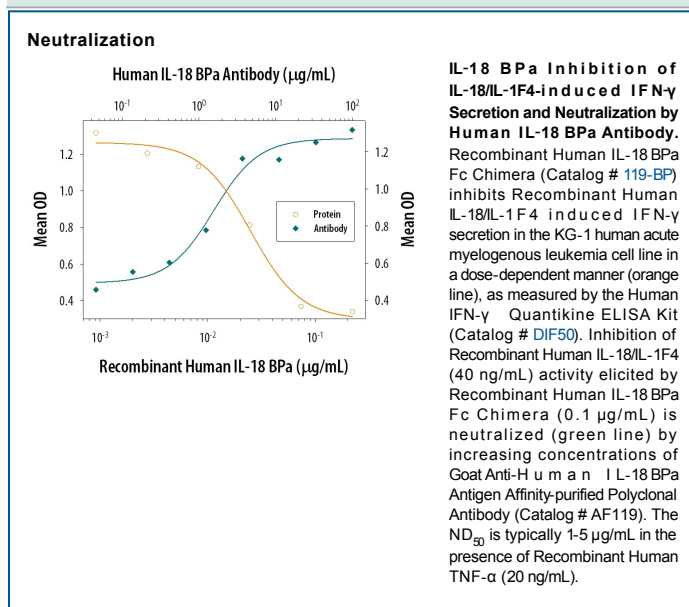 Neutralization
Human IL-18 BPa Antibody (µg/mL)
10-1 100 101 102
Mean OD
1.2
1.0
0.8
0.6
0.4
Protein
Antibody
1.2
1.0
0.8
0.6
0.4
Mean OD
10-3 10-2 10-1
Recombinant Human IL-18 BPa (µg/mL)
IL-18 BPa Inhibition of
IL-18/IL-1F4-induced IFN-γ
Secretion and Neutralization by
Human IL-18 BPa Antibody.
Recombinant Human IL-18 BPa
Fc Chimera (Catalog # 119-BP)
inhibits Recombinant Human
IL-18/IL-1F4 induced IFN-γ
secretion in the KG-1 human acute
myelogenous leukemia cell line in
a dose-dependent manner (orange
line), as measured by the Human
IFN-γ Quantikine ELISA Kit
(Catalog # DIF50). Inhibition of
Recombinant Human IL-18/IL-1F4
(40 ng/mL) activity elicited by
Recombinant Human IL-18 BPa
Fc Chimera (0.1 µg/mL) is
neutralized (green line) by
increasing concentrations of
Goat Anti-Human IL-18 BPa
Antigen Affinity-purified Polyclonal
Antibody (Catalog # AF119). The
ND50 is typically 1-5 µg/mL in the
presence of Recombinant Human
TNF-α (20 ng/mL).